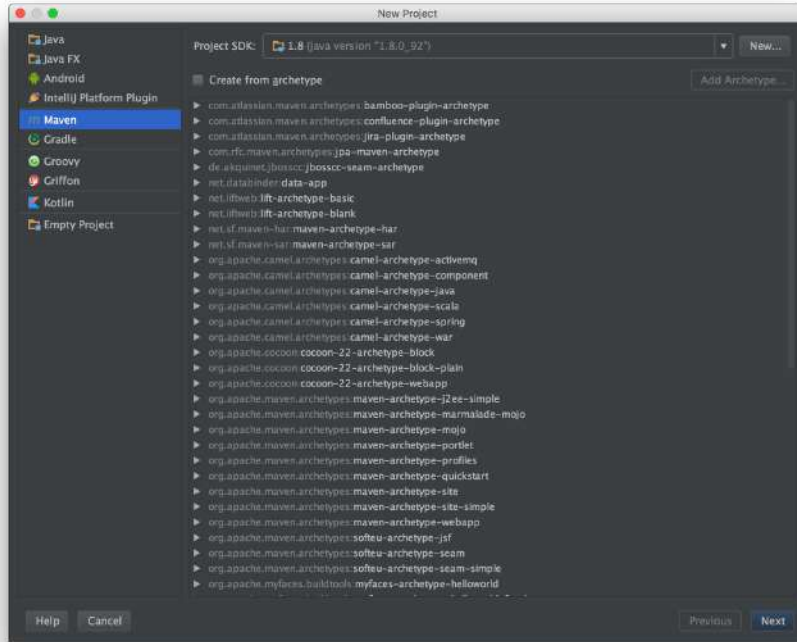 New Project
Java
Java FX
Android
IntelliJ Platform Plugin
Maven
Gradle
Groovy
Griffon
Kotlin
Empty Project
Project SDK: 1.8 (java version "1.8.0_92") New...
Create from archetype Add Archetype...
com.atlassian.maven.archetypes:bamboo-plugin-archetype
com.atlassian.maven.archetypes:confluence-plugin-archetype
com.atlassian.maven.archetypes:jira-plugin-archetype
com.rfc.maven.archetypes:jpa-maven-archetype
de.akquinet.jbosscc:jbosscc-seam-archetype
net.databinder:data-app
net.liftweb:lift-archetype-basic
net.liftweb:lift-archetype-blank
net.sf.maven-har:maven-archetype-har
net.sf.maven-sar:maven-archetype-sar
org.apache.camel.archetypes:camel-archetype-activemq
org.apache.camel.archetypes:camel-archetype-component
org.apache.camel.archetypes:camel-archetype-java
org.apache.camel.archetypes:camel-archetype-scala
org.apache.camel.archetypes:camel-archetype-spring
org.apache.camel.archetypes:camel-archetype-war
org.apache.cocoon:cocoon-22-archetype-block
org.apache.cocoon:cocoon-22-archetype-block-plain
org.apache.cocoon:cocoon-22-archetype-webapp
org.apache.maven.archetypes:maven-archetype-j2ee-simple
org.apache.maven.archetypes:maven-archetype-marmalade-mojo
org.apache.maven.archetypes:maven-archetype-mojo
org.apache.maven.archetypes:maven-archetype-portlet
org.apache.maven.archetypes:maven-archetype-profiles
org.apache.maven.archetypes:maven-archetype-quickstart
org.apache.maven.archetypes:maven-archetype-site
org.apache.maven.archetypes:maven-archetype-site-simple
org.apache.maven.archetypes:maven-archetype-webapp
org.apache.maven.archetypes:softeu-archetype-jsf
org.apache.maven.archetypes:softeu-archetype-seam
org.apache.maven.archetypes:softeu-archetype-seam-simple
org.apache.myfaces.buildtools:myfaces-archetype-helloworld
Help Cancel Previous Next